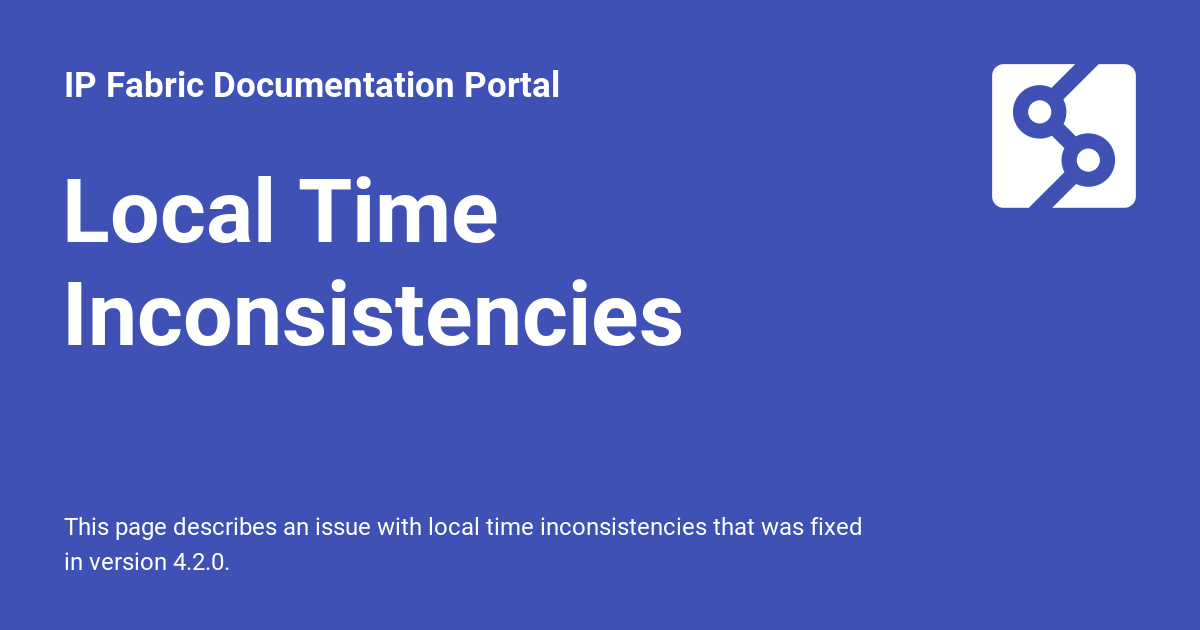 IP Fabric Documentation Portal
Local Time
Inconsistencies
This page describes an issue with local time inconsistencies that was fixed
in version 4.2.0.